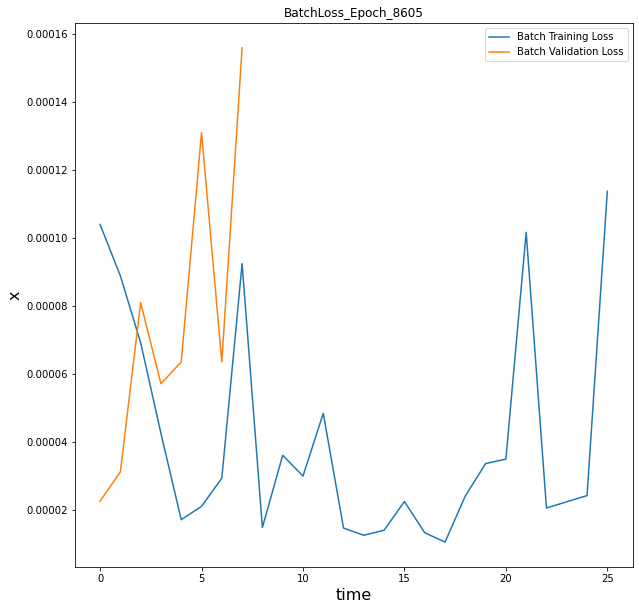 BatchLoss_Epoch_8605
Batch Training Loss
Batch Validation Loss
x
0.00016
0.00014
0.00012
0.00010
0.00008
0.00006
0.00004
0.00002
0 5 10 15 20 25
time